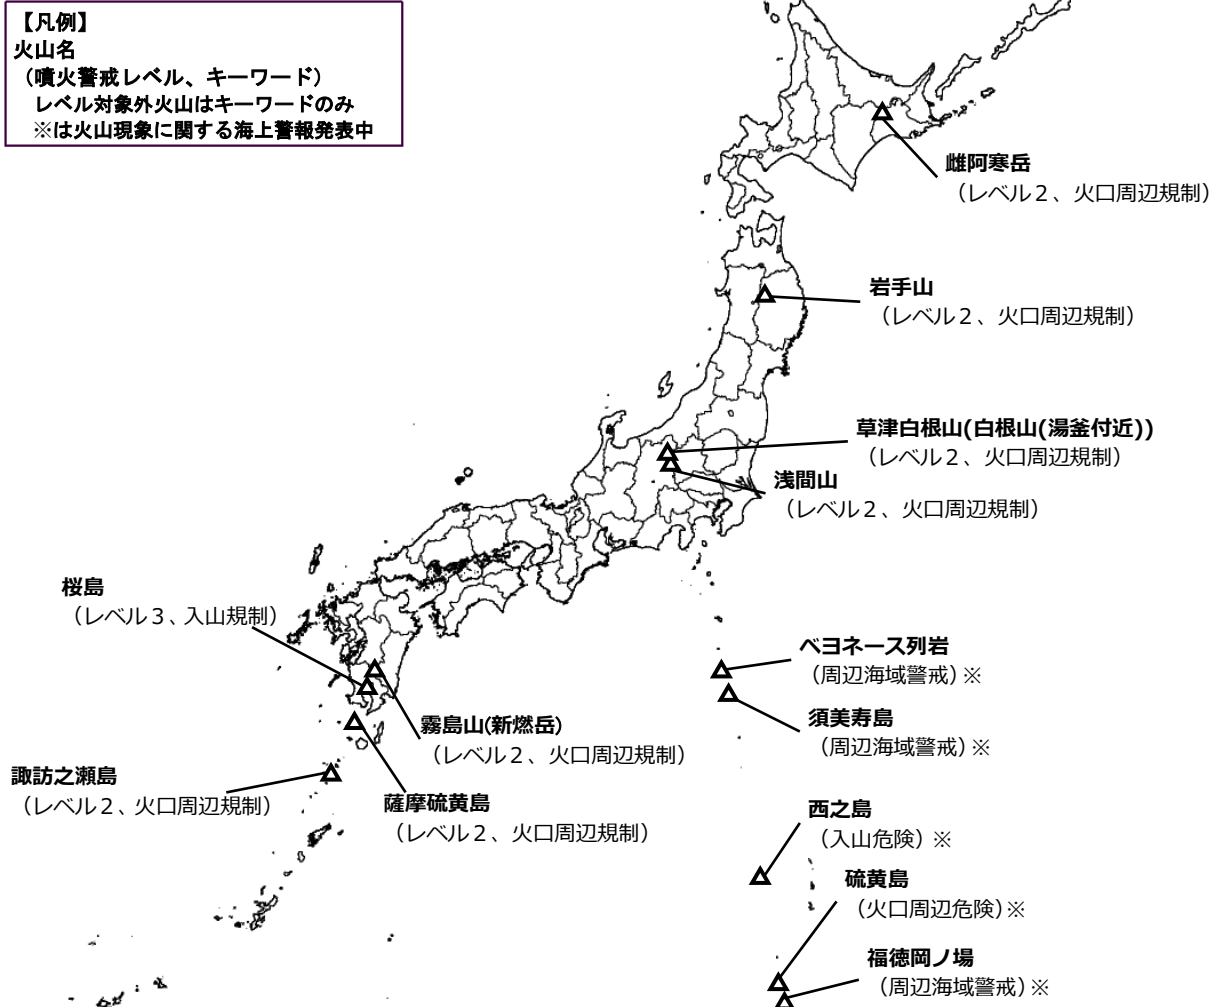 【凡例】
火山名
（噴火警戒レベル、キーワード）
レベル対象外火山はキーワードのみ
※は火山現象に関する海上警報発表中
雌阿寒岳
（レベル２、火口周辺規制）
岩手山
（レベル２、火口周辺規制）
草津白根山(白根山(湯釜付近))
（レベル２、火口周辺規制）
浅間山
（レベル２、火口周辺規制）
桜島
（レベル３、入山規制）
ベヨネース列岩
（周辺海域警戒）※
須美寿島
（周辺海域警戒）※
霧島山(新燃岳)
（レベル２、火口周辺規制）
諏訪之瀬島
（レベル２、火口周辺規制）
薩摩硫黄島
（レベル２、火口周辺規制）
西之島
（入山危険）※
硫黄島
（火口周辺危険）※
福徳岡ノ場
（周辺海域警戒）※